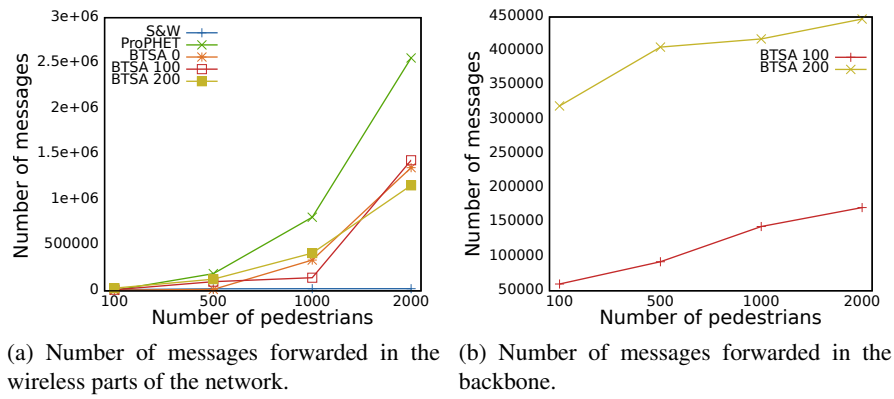 3e+06
2.5e+06
2e+06
1.5e+06
1e+06
500000
0
Number of messages
S&W
ProPHET
BTSA 0
BTSA 100
BTSA 200
100 500 1000 2000
Number of pedestrians
450000
400000
350000
300000
250000
200000
150000
100000
50000
Number of messages
BTSA 100
BTSA 200
100 500 1000 2000
Number of pedestrians
(a) Number of messages forwarded in the
wireless parts of the network.
(b) Number of messages forwarded in the
backbone.